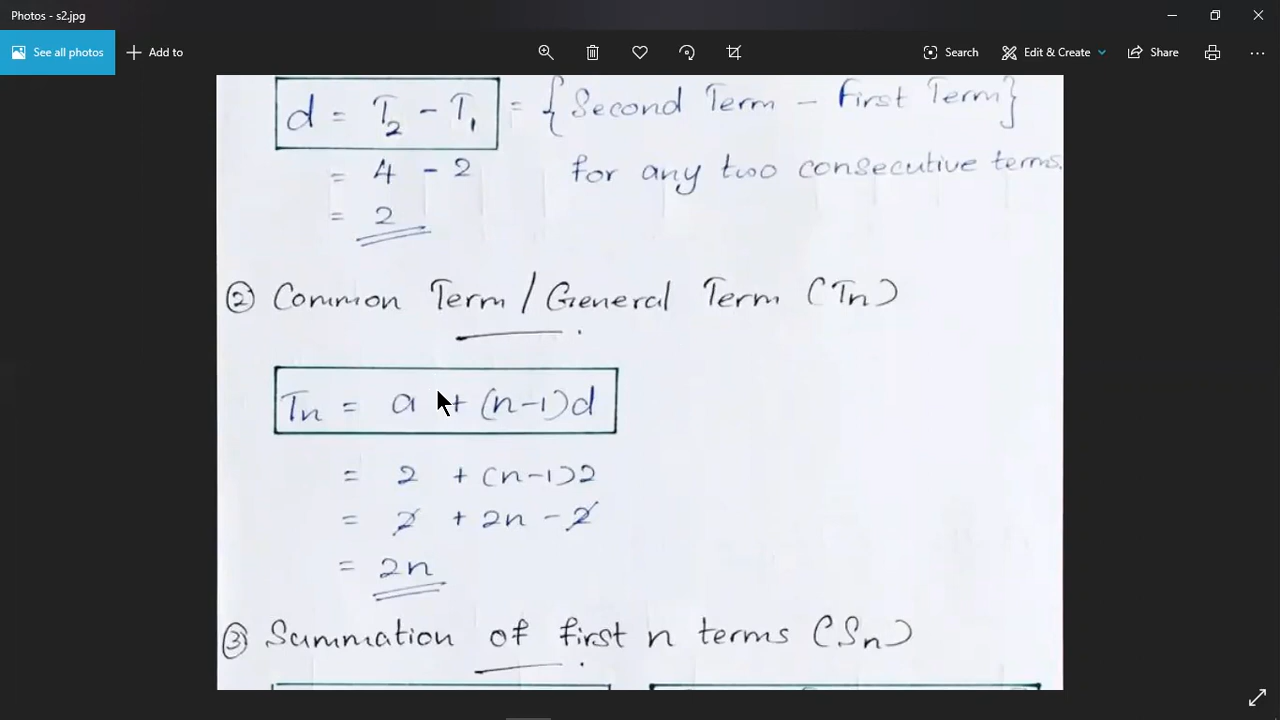 Photos - s2.jpg
See all photos
Add to
Search
Edit & Create
Share
d = T₂ - T₁ = {Second Term - First Term}
= 4 - 2 for any two consecutive terms.
= 2
② Common Term / General Term (Tn)
Tn = a + (n-1)d
= 2 + (n-1)2
= 2 + 2n - 2
= 2n
③ Summation of first n terms (Sn)